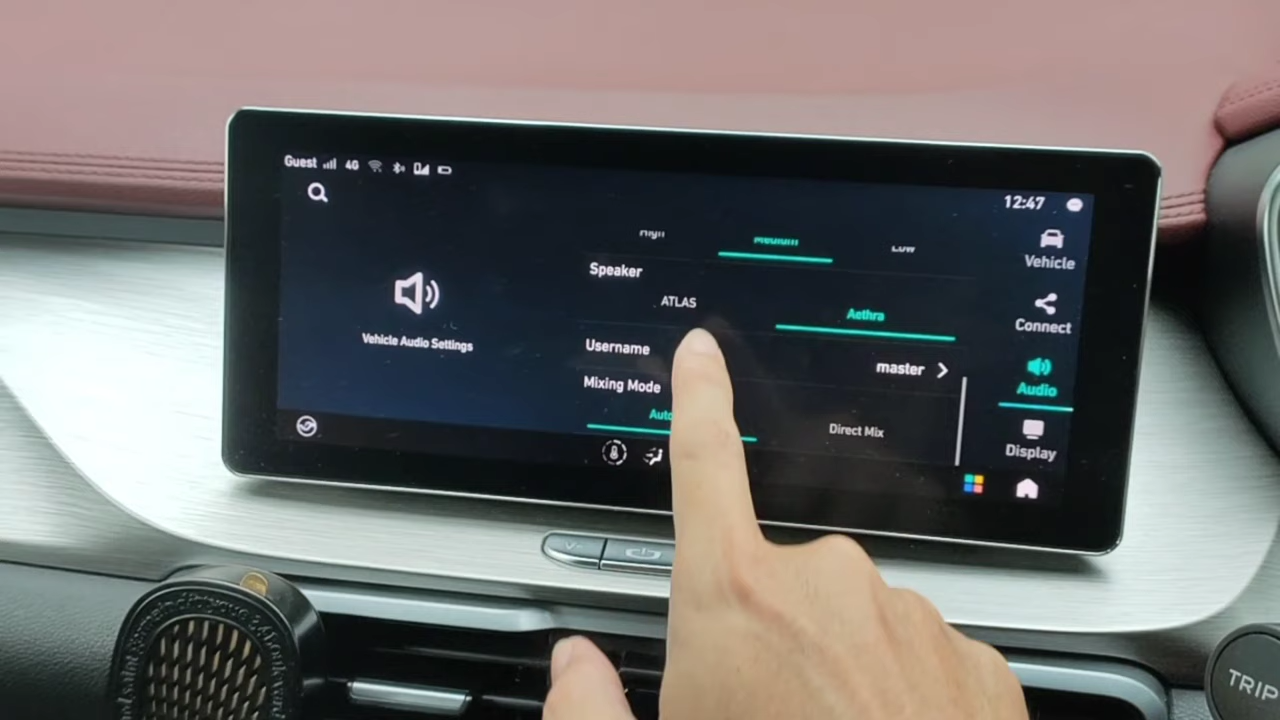 Guest 4G
12:47
High Medium Low
Vehicle
Speaker
ATLAS Aethra
Connect
Vehicle Audio Settings
Username master
Mixing Mode
Audio
Auto Direct Mix
Display
TRIP